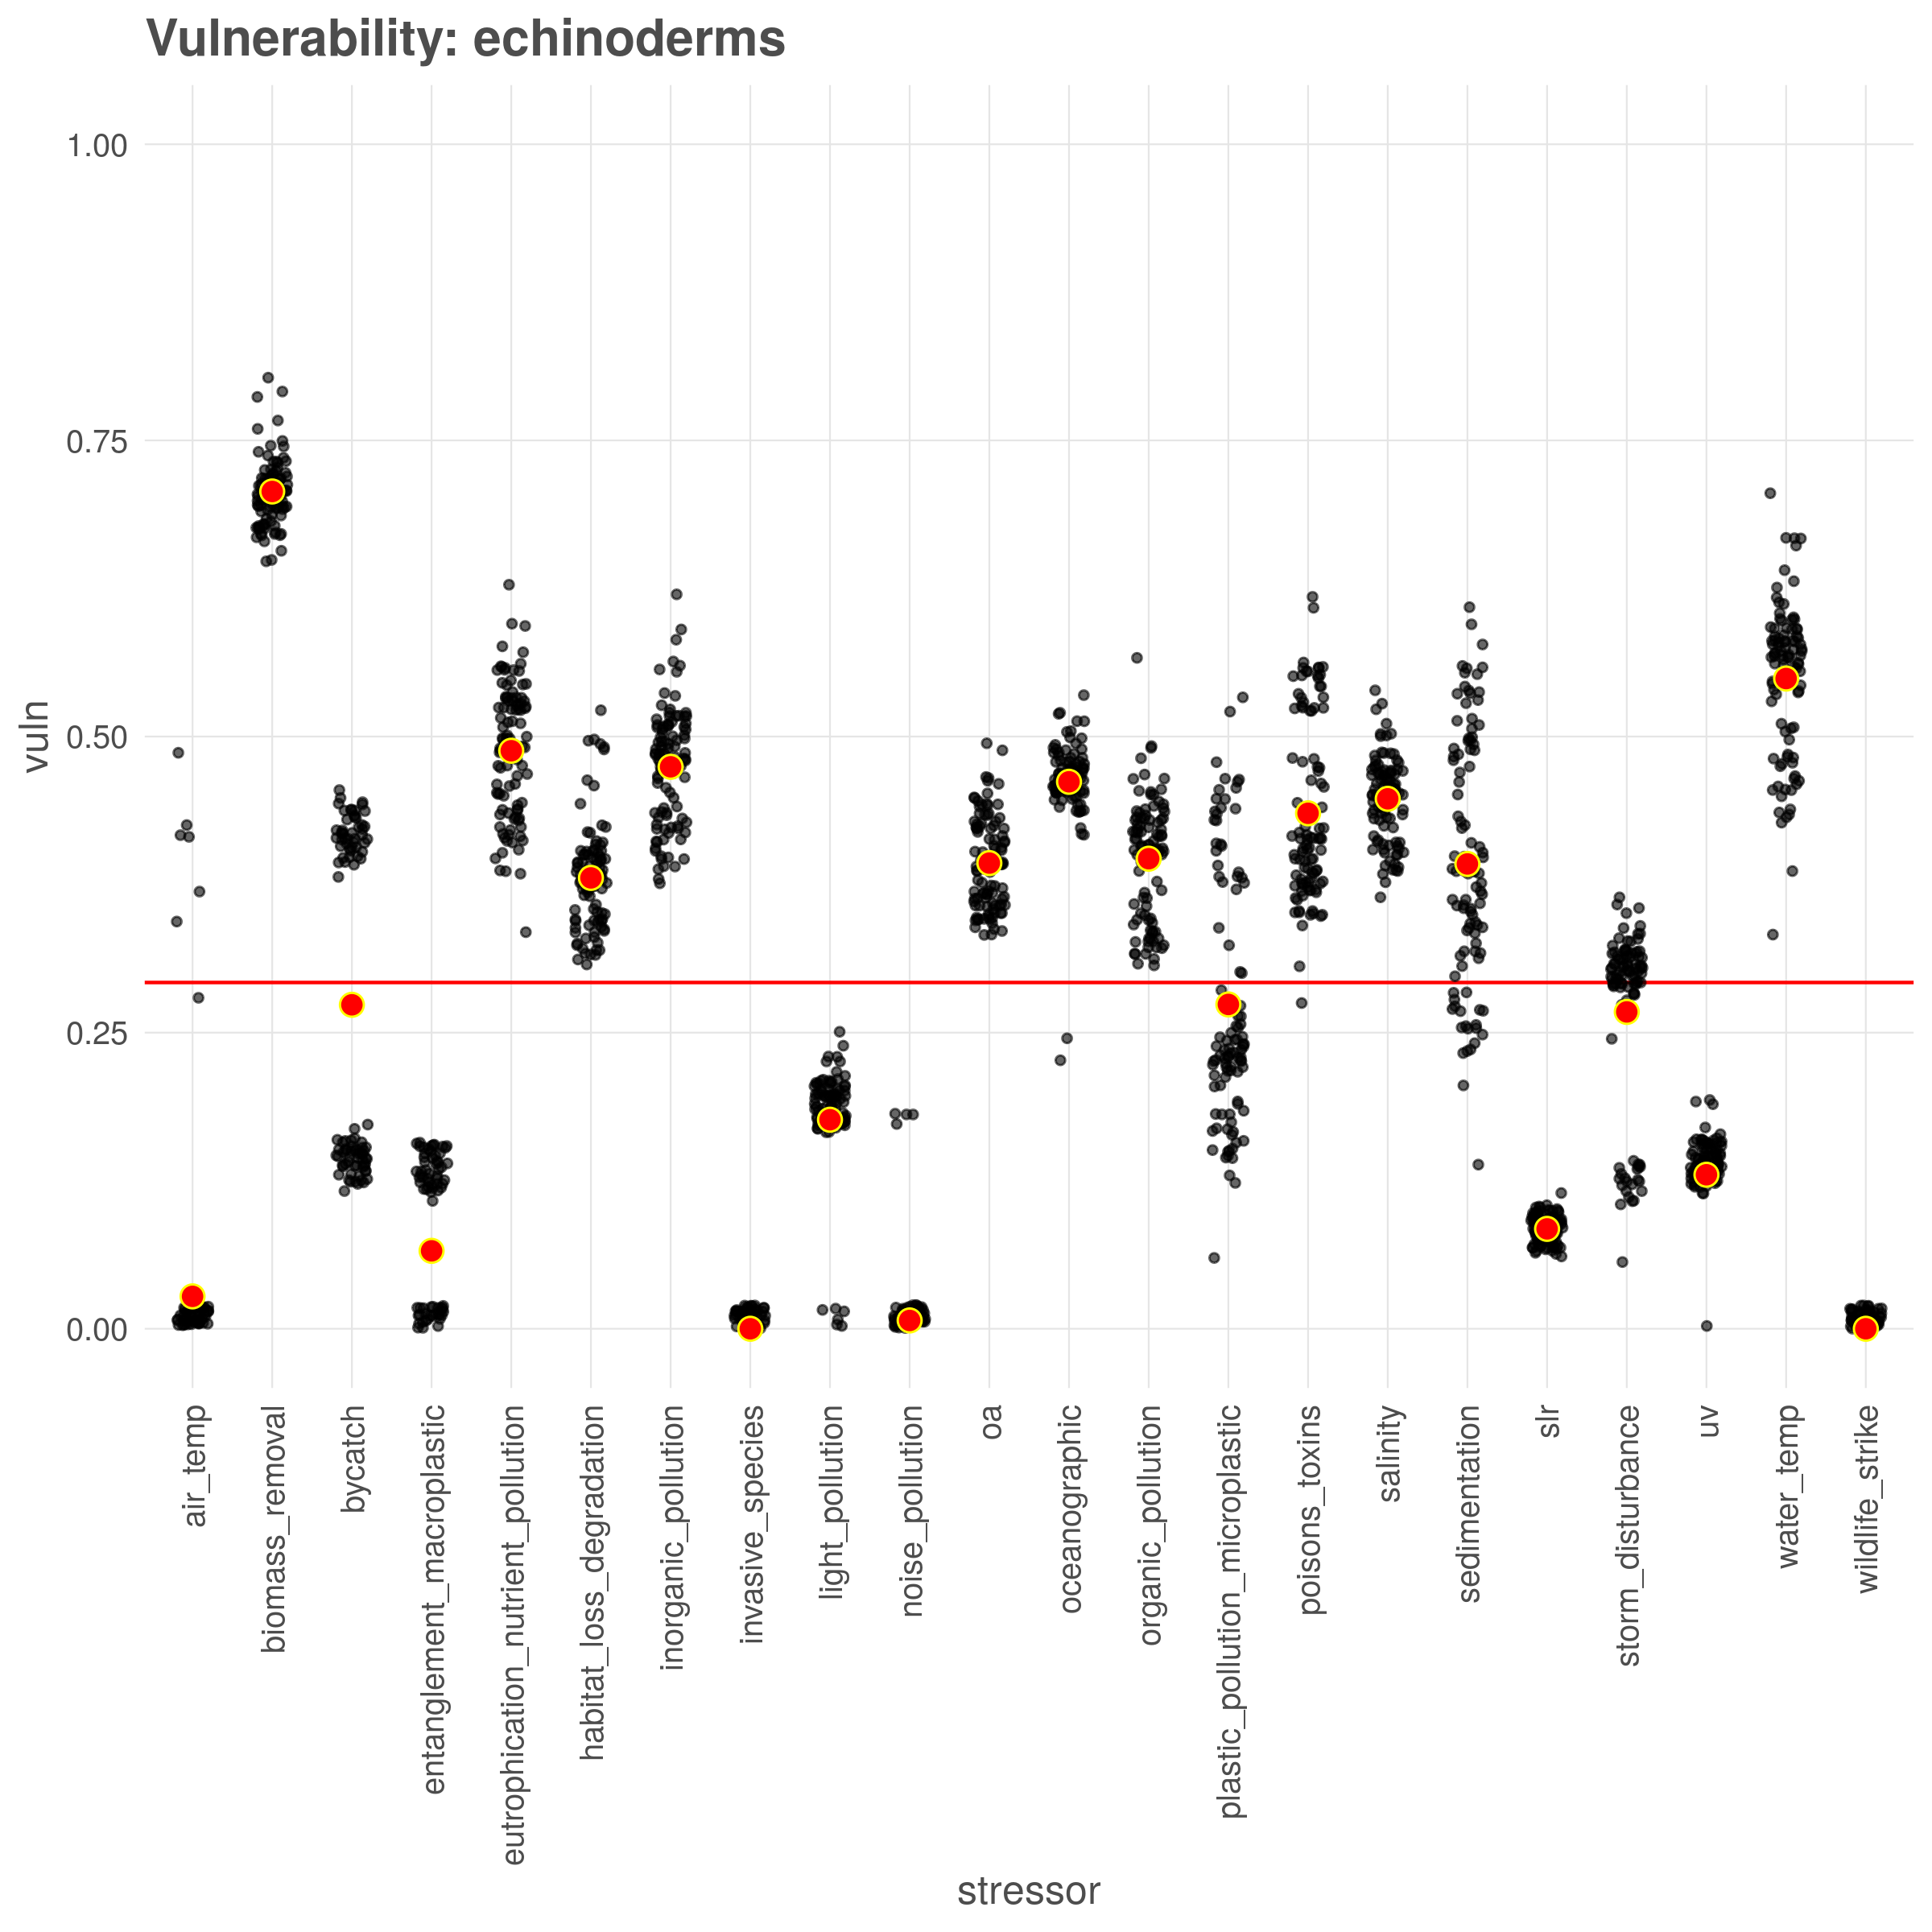 Vulnerability: echinoderms
1.00
0.75
0.50
0.25
0.00
vuln
air_temp
biomass_removal
bycatch
entanglement_macroplastic
eutrophication_nutrient_pollution
habitat_loss_degradation
inorganic_pollution
invasive_species
light_pollution
noise_pollution
oa
oceanographic
organic_pollution
plastic_pollution_microplastic
poisons_toxins
salinity
sedimentation
slr
storm_disturbance
uv
water_temp
wildlife_strike
stressor